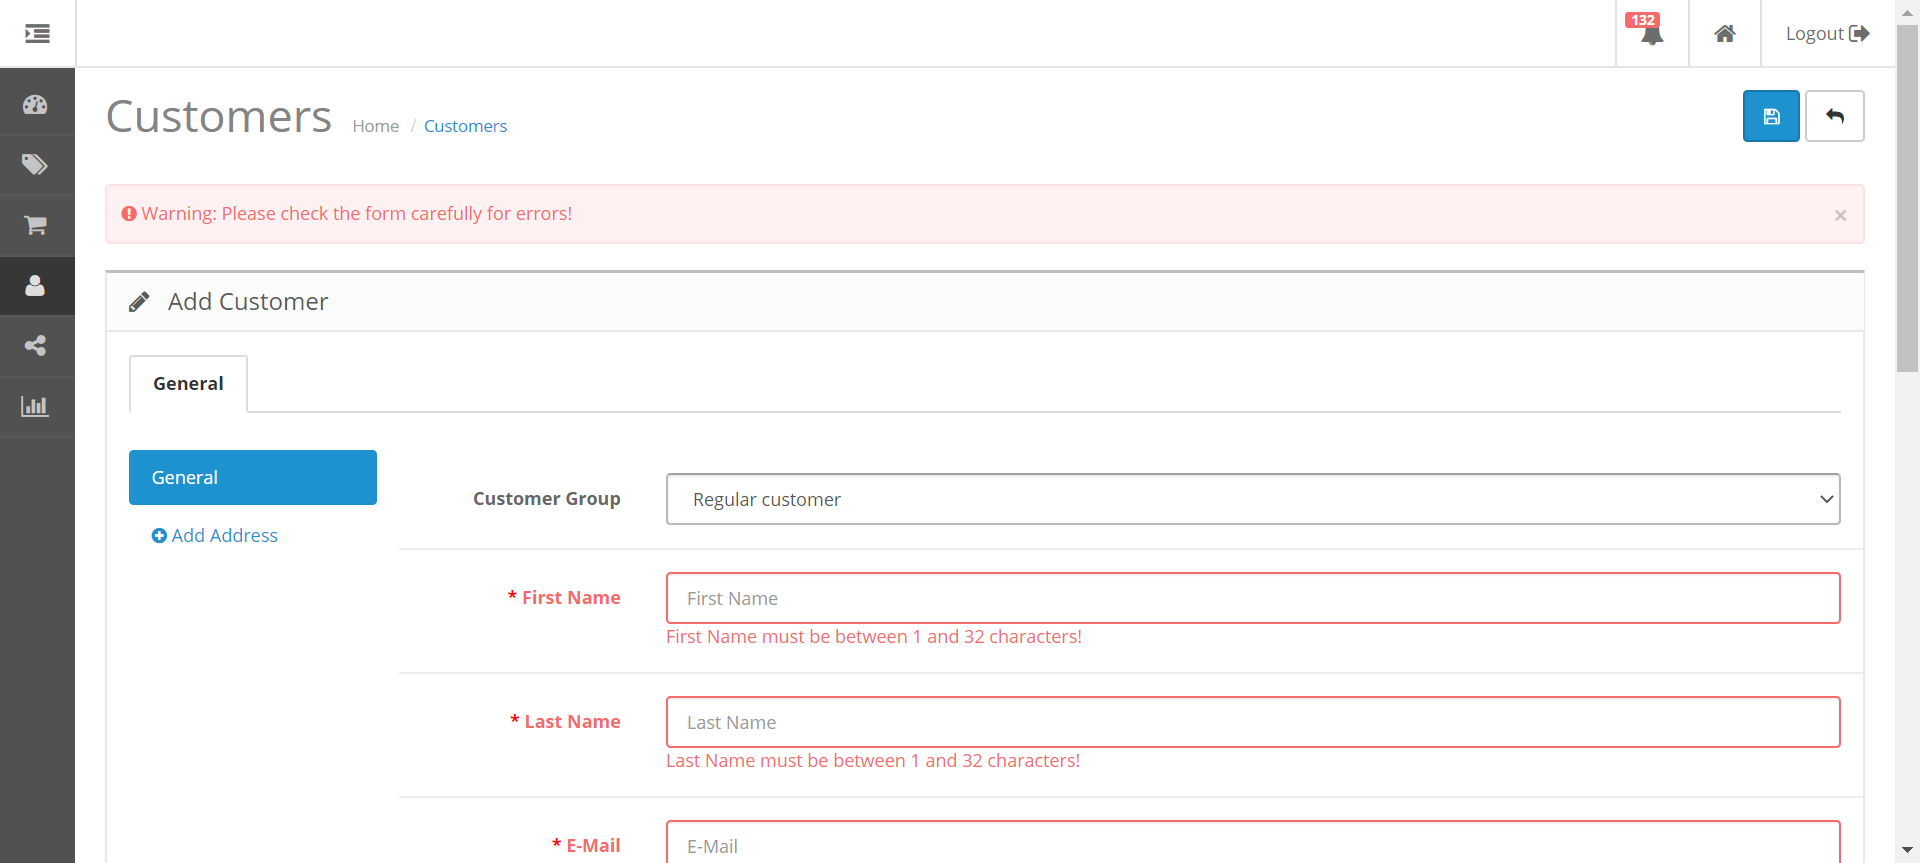 132
Logout
Customers
Home / Customers
Warning: Please check the form carefully for errors!
×
Add Customer
General
General
Add Address
Customer Group
Regular customer
* First Name
First Name
First Name must be between 1 and 32 characters!
* Last Name
Last Name
Last Name must be between 1 and 32 characters!
* E-Mail
E-Mail